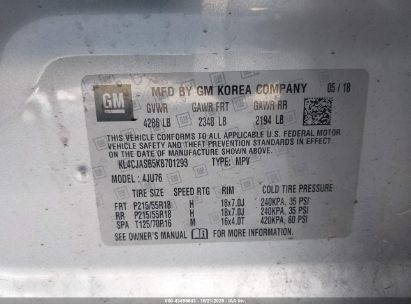 GM
MFD BY GM KOREA COMPANY 05/18
GVWR GAWR FRT GAWR RR
4286 LB 2348 LB 2194 LB
THIS VEHICLE CONFORMS TO ALL APPLICABLE U.S. FEDERAL MOTOR
VEHICLE SAFETY, BUMPER, AND THEFT PREVENTION STANDARDS
IN EFFECT ON THE DATE OF MANUFACTURE SHOWN ABOVE.
KL4CJASB5KB701293 TYPE: MPV
MODEL: 4JU76
TIRE SIZE SPEED RTG RIM COLD TIRE PRESSURE
FRT P215/55R18 H 18x7.0J 240KPA, 35 PSI
RR P215/55R18 H 18x7.0J 240KPA, 35 PSI
SPA T125/70R16 M 16x4.0T 420KPA, 60 PSI
SEE OWNER'S MANUAL FOR MORE INFORMATION